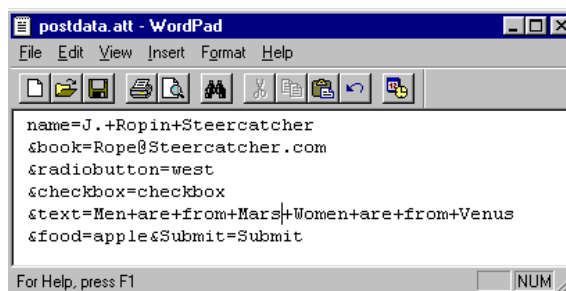 postdata.att - WordPad
File Edit View Insert Format Help
name=J.+Ropin+Steercatcher
&book=Rope@Steercatcher.com
&radiobutton=west
&checkbox=checkbox
&text=Men+are+from+Mars+Women+are+from+Venus
&food=apple&Submit=Submit
For Help, press F1 NUM